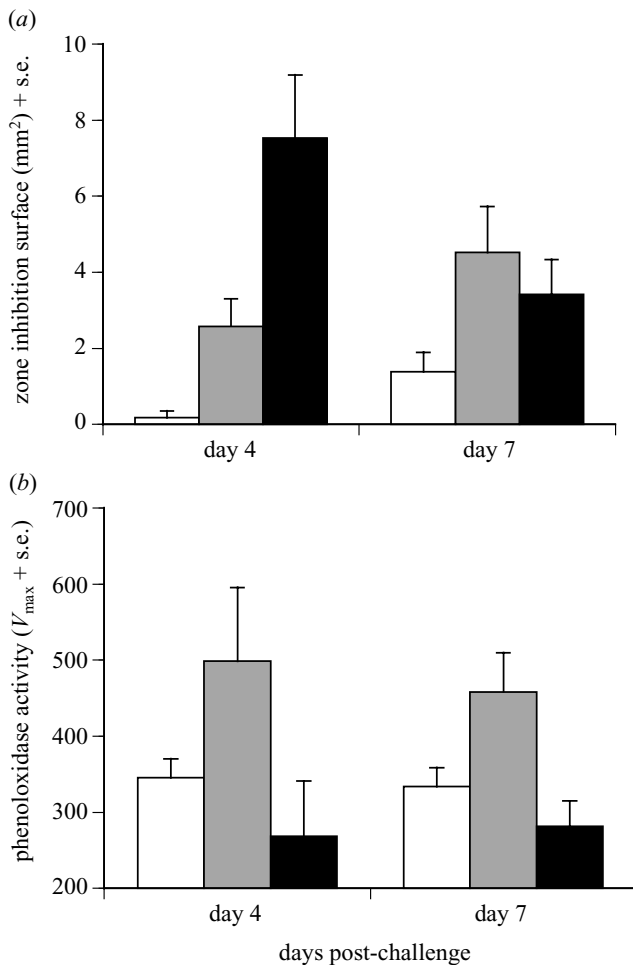 (a)
zone inhibition surface (mm²) + s.e.
10
8
6
4
2
0
day 4
day 7
(b)
phenoloxidase activity (Vmax + s.e.)
700
600
500
400
300
200
day 4
day 7
days post-challenge